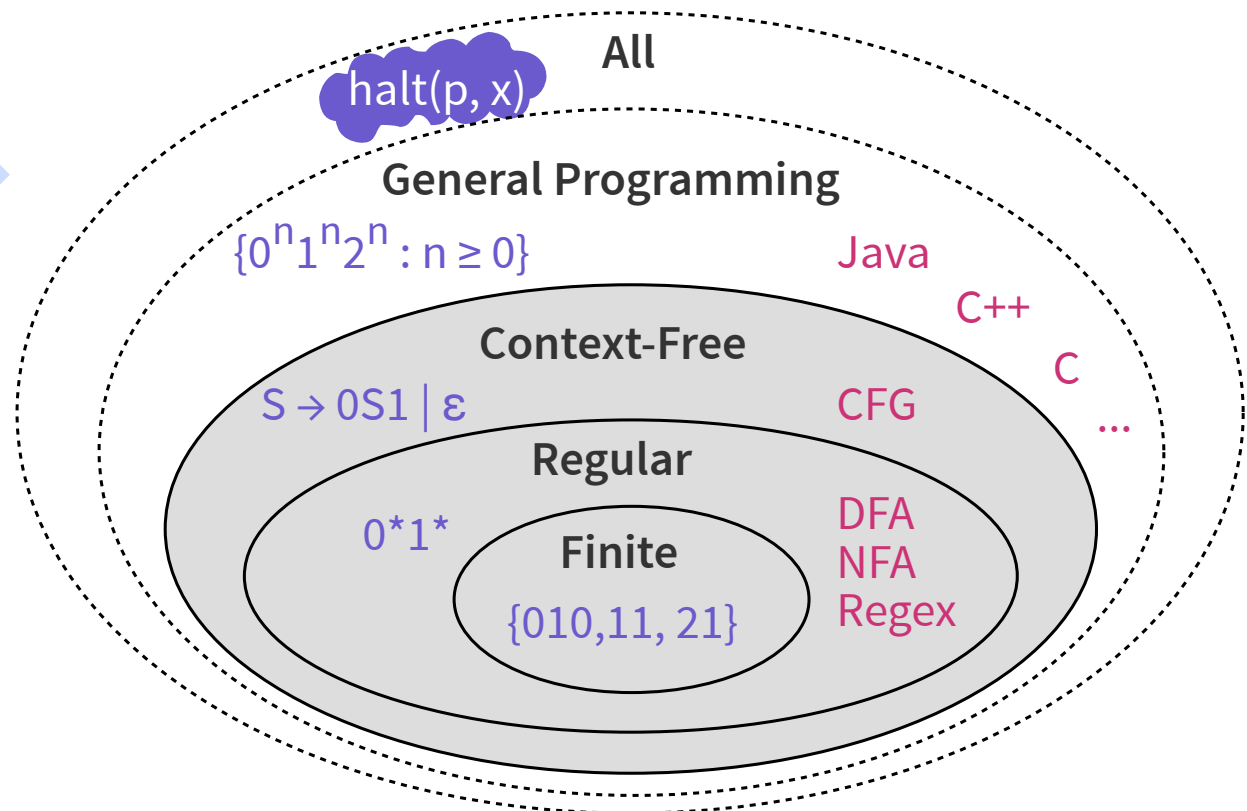 All
halt(p, x)
General Programming
{0ⁿ1ⁿ2ⁿ : n ≥ 0}
Java
C++
C
...
Context-Free
S → 0S1 | ε
CFG
Regular
0*1*
DFA
NFA
Regex
Finite
{010,11, 21}